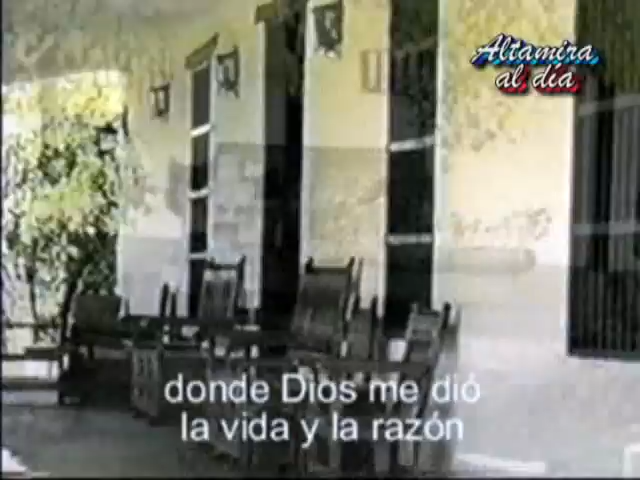 Altamira
al día
donde Dios me dió
la vida y la razón